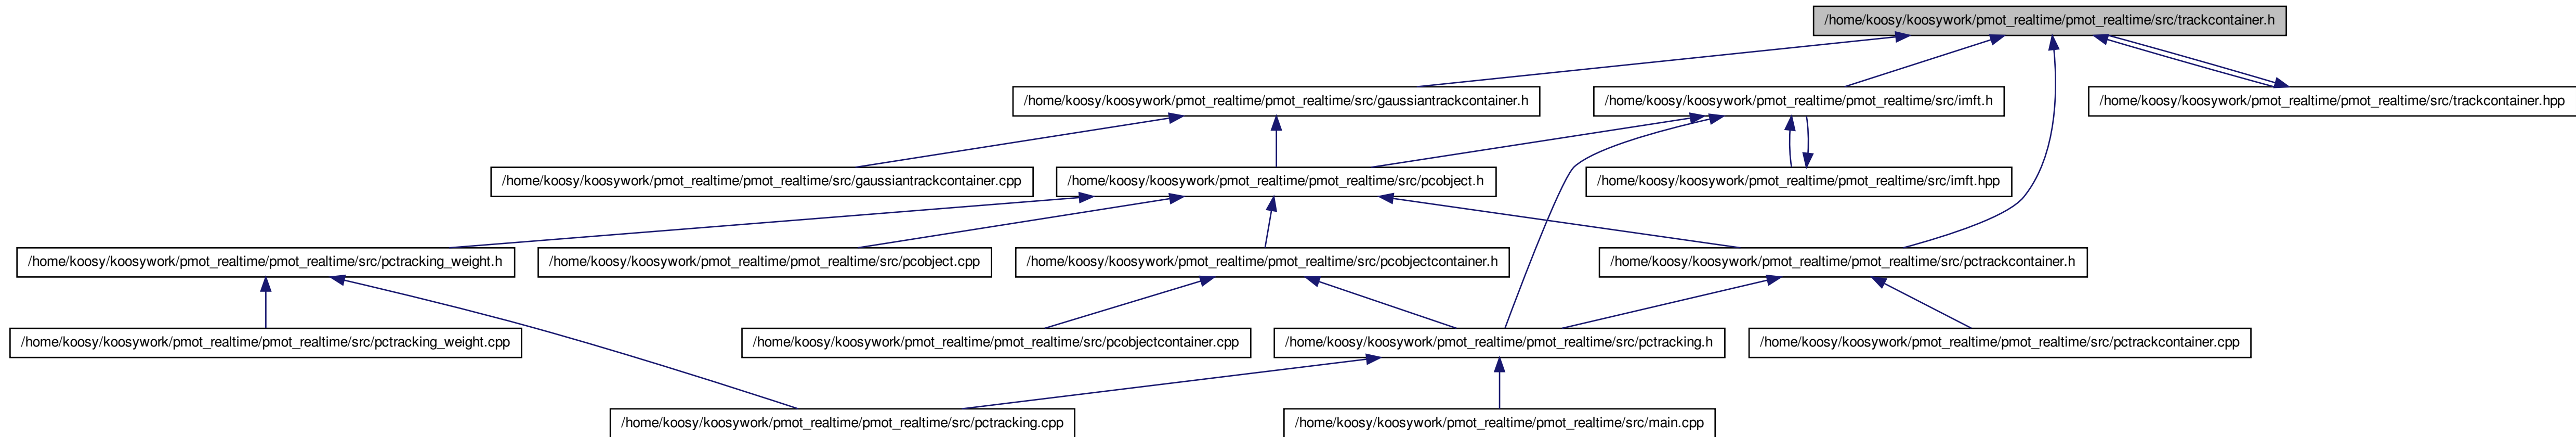 /home/koosy/koosywork/pmot_realtime/pmot_realtime/src/trackcontainer.h
/home/koosy/koosywork/pmot_realtime/pmot_realtime/src/gaussiantrackcontainer.h
/home/koosy/koosywork/pmot_realtime/pmot_realtime/src/imft.h
/home/koosy/koosywork/pmot_realtime/pmot_realtime/src/trackcontainer.hpp
/home/koosy/koosywork/pmot_realtime/pmot_realtime/src/gaussiantrackcontainer.cpp
/home/koosy/koosywork/pmot_realtime/pmot_realtime/src/pcobject.h
/home/koosy/koosywork/pmot_realtime/pmot_realtime/src/imft.hpp
/home/koosy/koosywork/pmot_realtime/pmot_realtime/src/pctracking_weight.h
/home/koosy/koosywork/pmot_realtime/pmot_realtime/src/pcobject.cpp
/home/koosy/koosywork/pmot_realtime/pmot_realtime/src/pcobjectcontainer.h
/home/koosy/koosywork/pmot_realtime/pmot_realtime/src/pctrackcontainer.h
/home/koosy/koosywork/pmot_realtime/pmot_realtime/src/pctracking_weight.cpp
/home/koosy/koosywork/pmot_realtime/pmot_realtime/src/pcobjectcontainer.cpp
/home/koosy/koosywork/pmot_realtime/pmot_realtime/src/pctracking.h
/home/koosy/koosywork/pmot_realtime/pmot_realtime/src/pctrackcontainer.cpp
/home/koosy/koosywork/pmot_realtime/pmot_realtime/src/pctracking.cpp
/home/koosy/koosywork/pmot_realtime/pmot_realtime/src/main.cpp